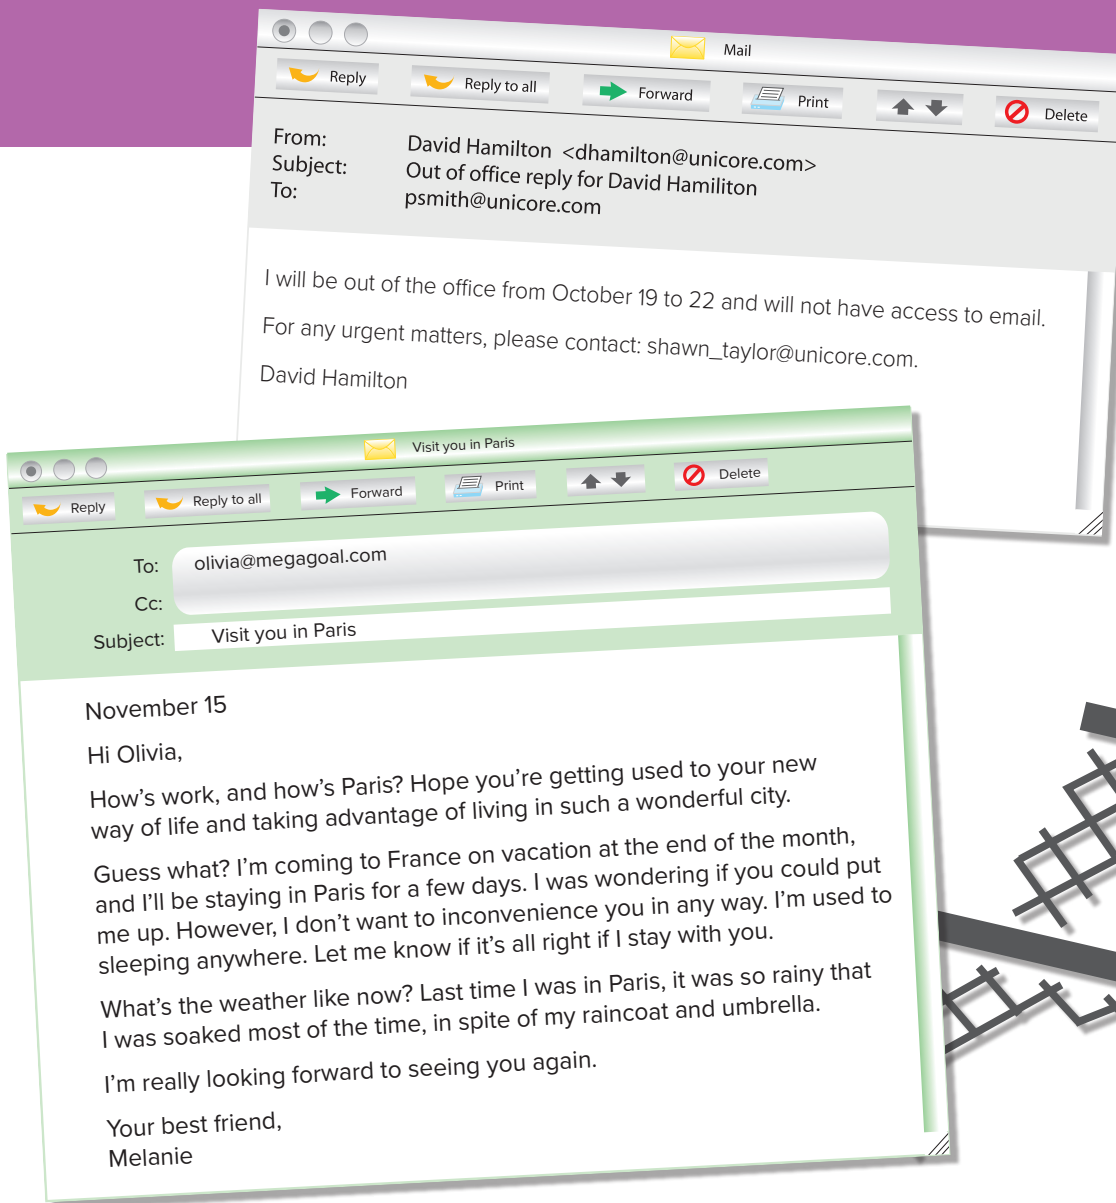 Mail
Reply
Reply to all
Forward
Print
Delete
From: David Hamilton <dhamilton@unicore.com>
Subject: Out of office reply for David Hamiliton
To: psmith@unicore.com
I will be out of the office from October 19 to 22 and will not have access to email.
For any urgent matters, please contact: shawn_taylor@unicore.com.
David Hamilton
Visit you in Paris
Reply
Reply to all
Forward
Print
Delete
To: olivia@megagoal.com
Cc:
Subject: Visit you in Paris
November 15
Hi Olivia,
How's work, and how's Paris? Hope you're getting used to your new
way of life and taking advantage of living in such a wonderful city.
Guess what? I'm coming to France on vacation at the end of the month,
and I'll be staying in Paris for a few days. I was wondering if you could put
me up. However, I don't want to inconvenience you in any way. I'm used to
sleeping anywhere. Let me know if it's all right if I stay with you.
What's the weather like now? Last time I was in Paris, it was so rainy that
I was soaked most of the time, in spite of my raincoat and umbrella.
I'm really looking forward to seeing you again.
Your best friend,
Melanie